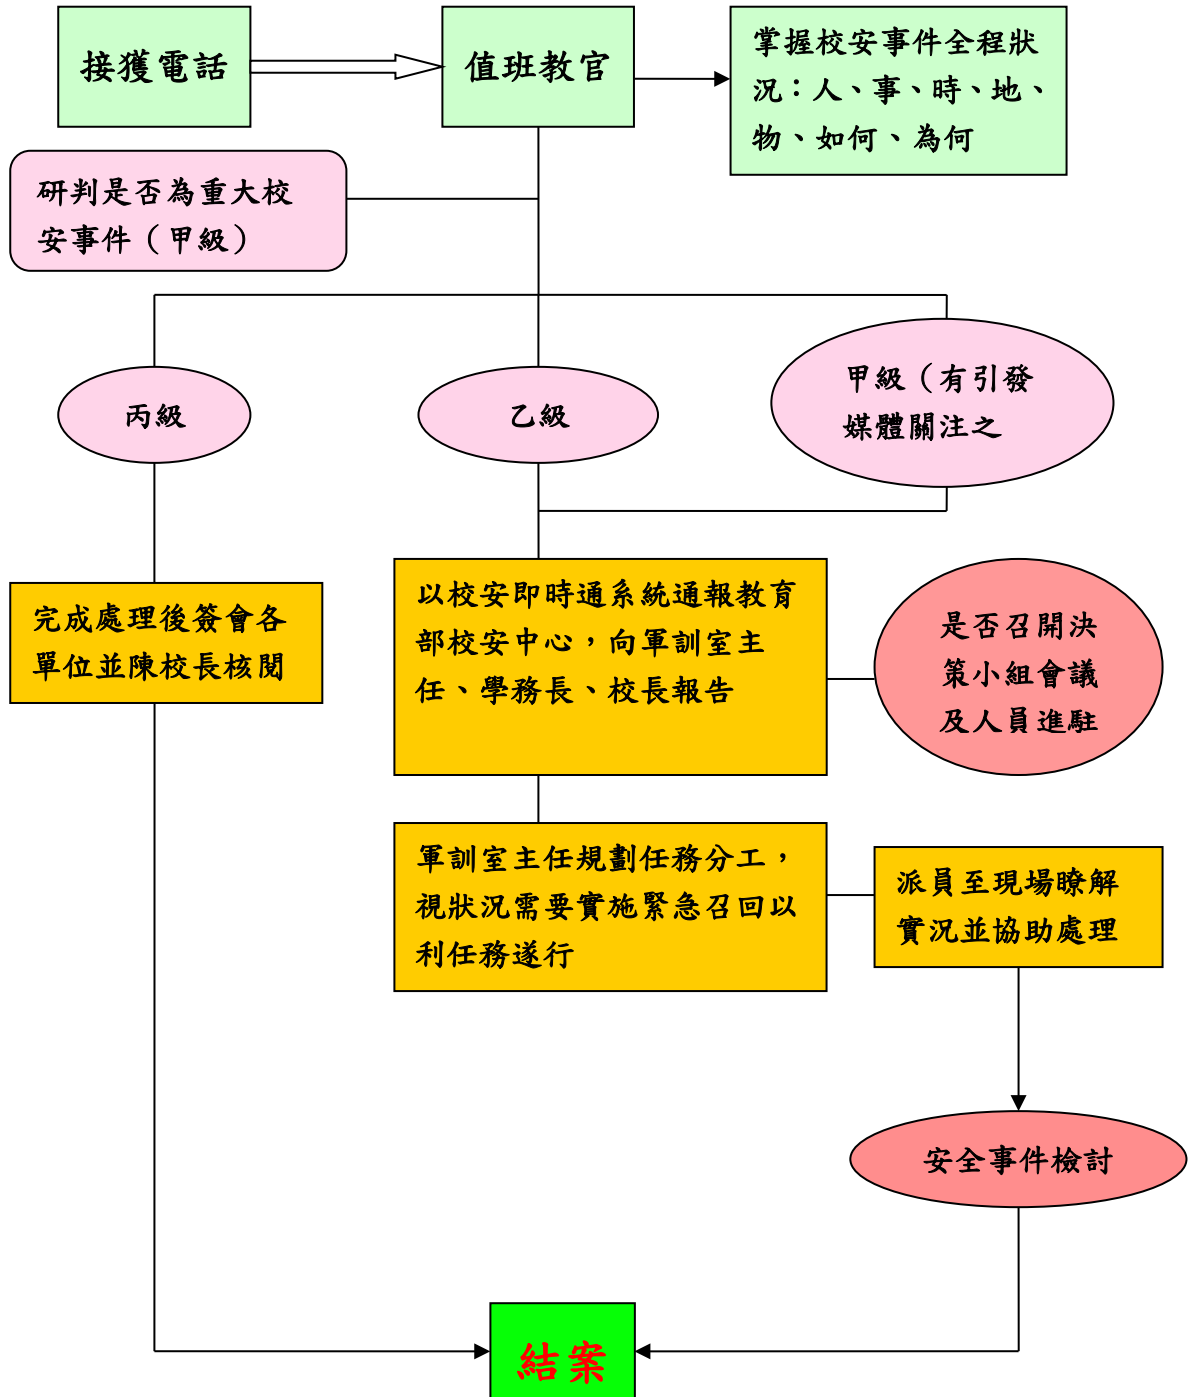 接獲電話
值班教官
掌握校安事件全程狀
況：人、事、時、地、
物、如何、為何
研判是否為重大校
安事件（甲級）
丙級
乙級
甲級（有引發
媒體關注之
完成處理後簽會各
單位並陳校長核閱
以校安即時通系統通報教育
部校安中心，向軍訓室主
任、學務長、校長報告
是否召開決
策小組會議
及人員進駐
軍訓室主任規劃任務分工，
視狀況需要實施緊急召回以
利任務遂行
派員至現場瞭解
實況並協助處理
安全事件檢討
結案